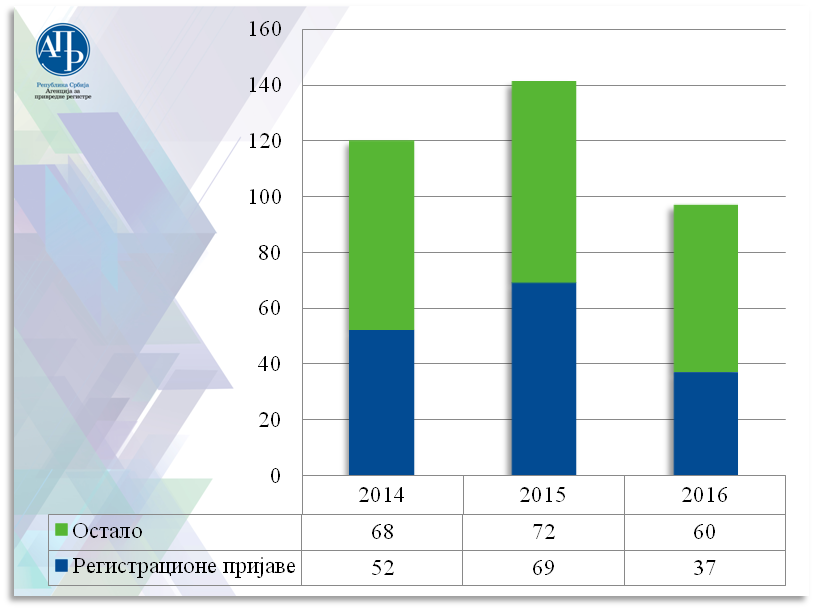 АПР
Република Србија
Агенција за
привредне регистре
160
140
120
100
80
60
40
20
0
2014 2015 2016
Остало 68 72 60
Регистрационе пријаве 52 69 37